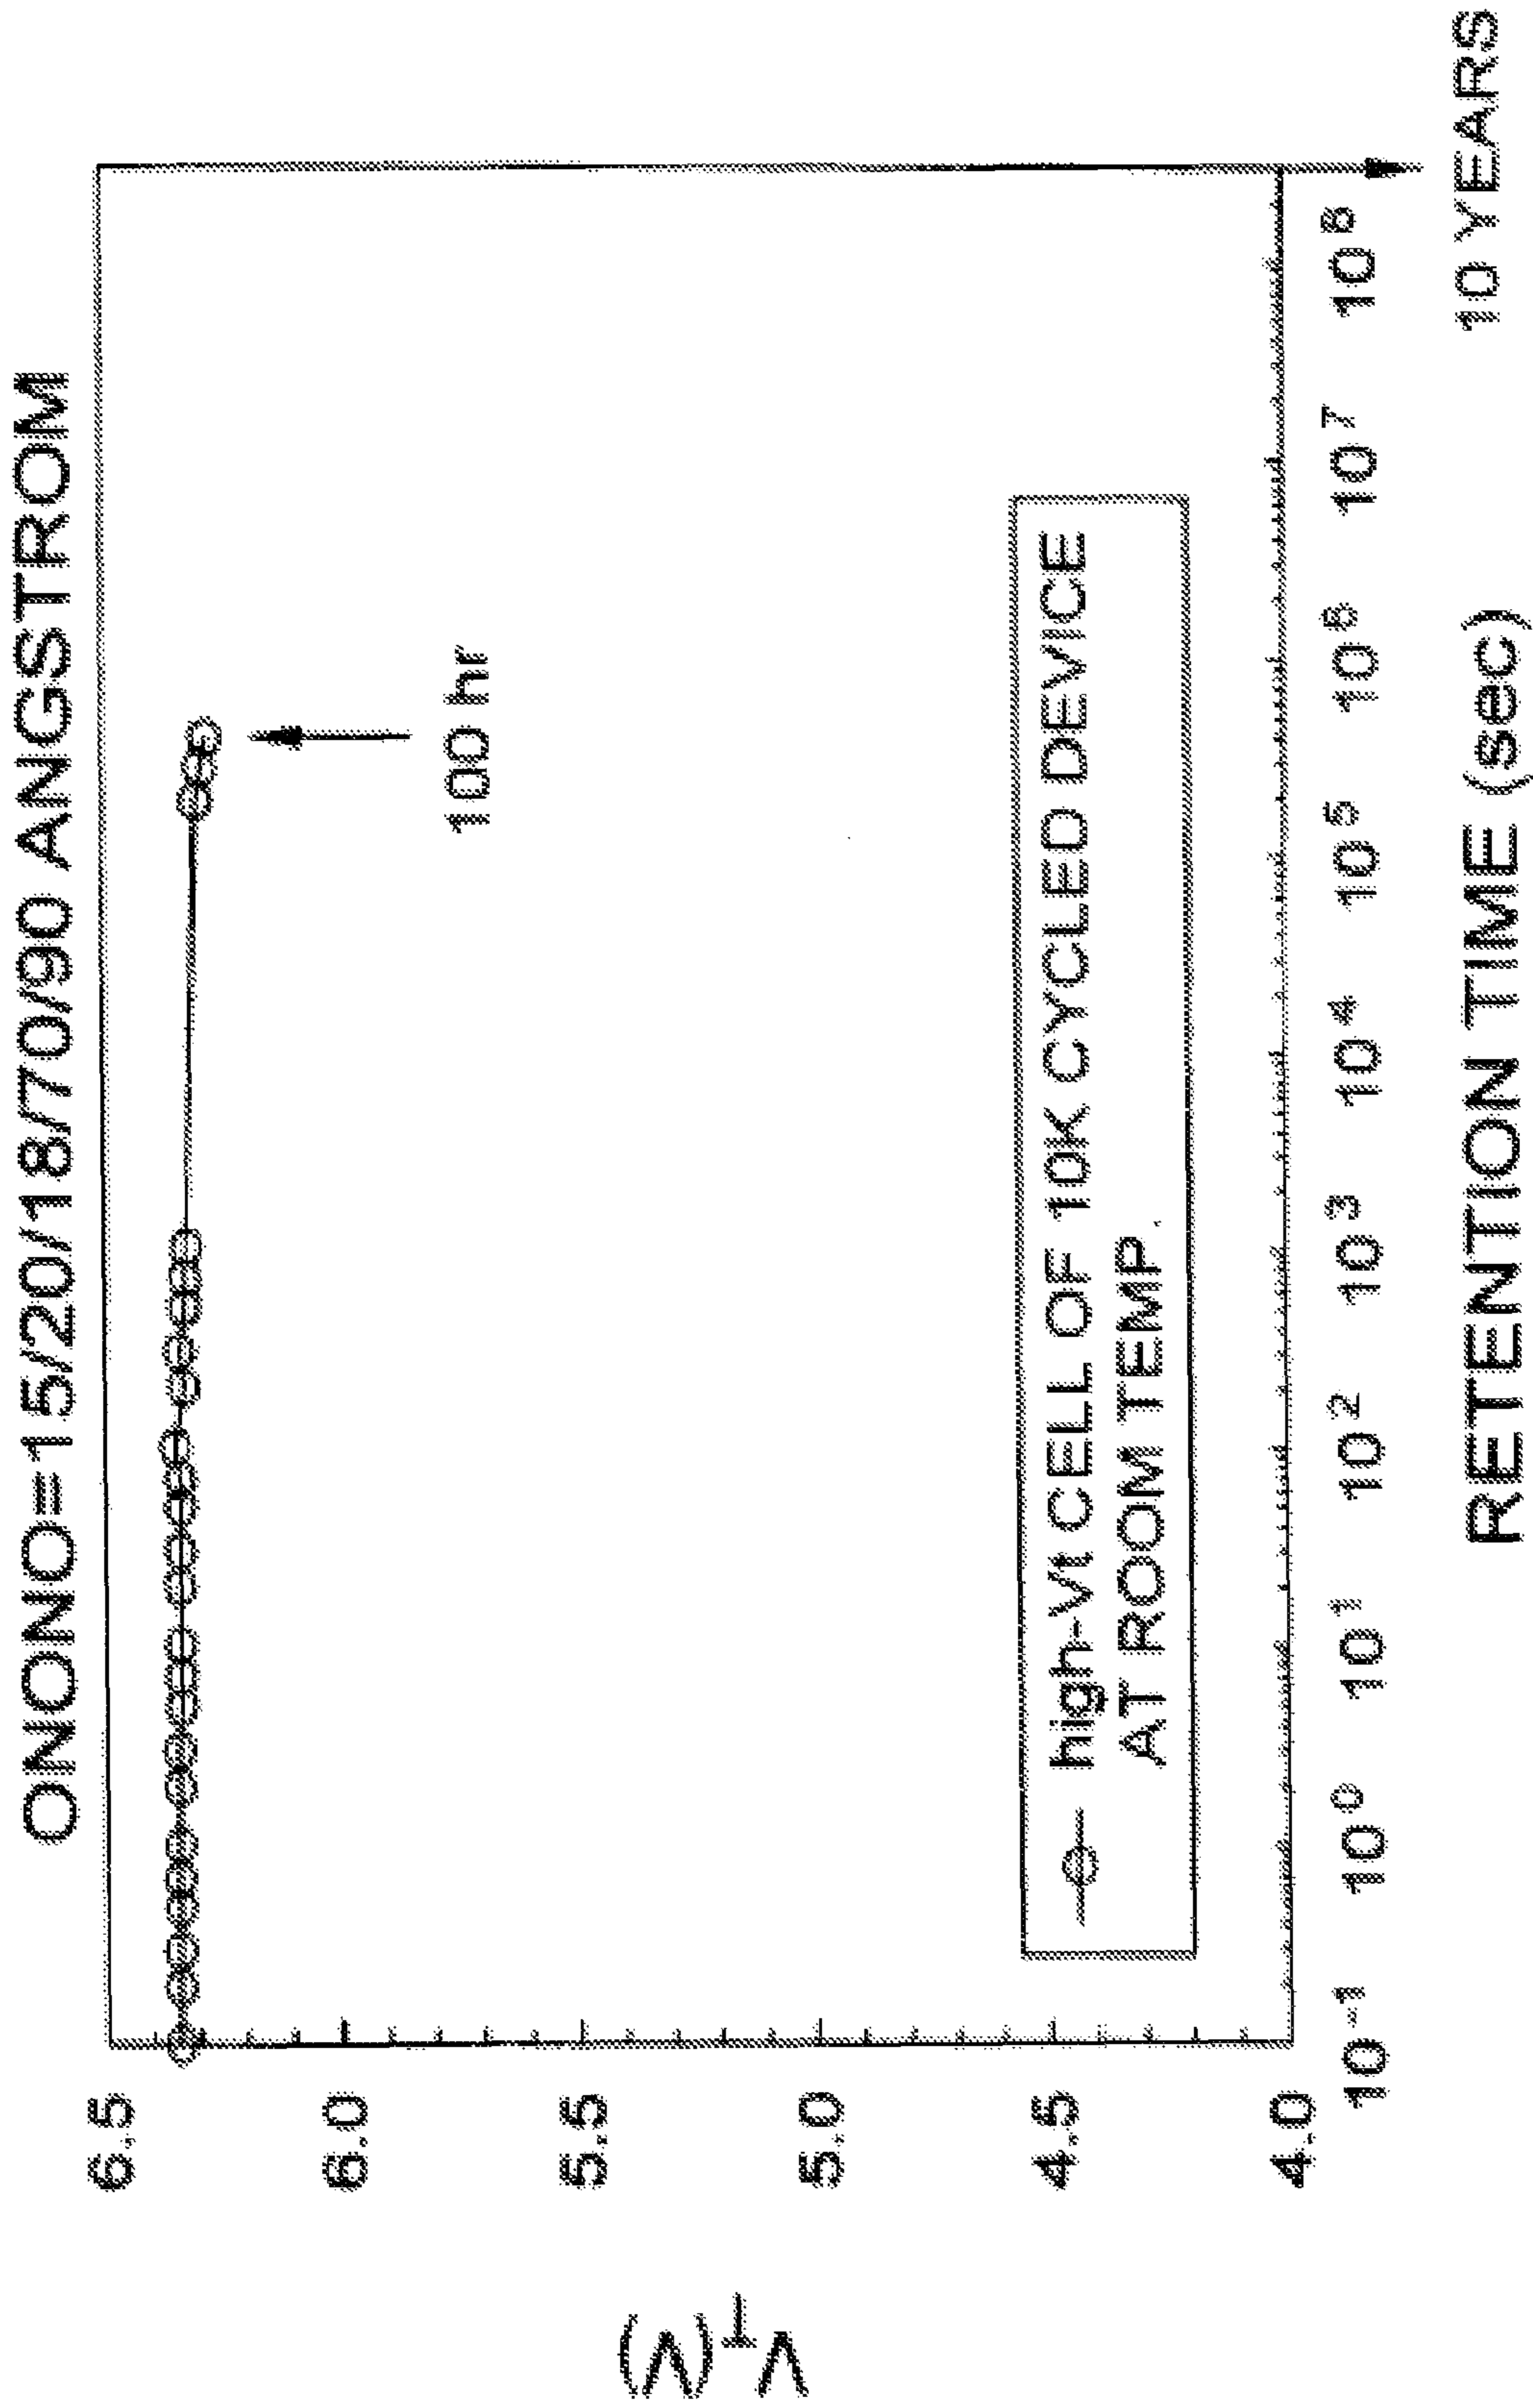 ONONO=15/20/18/70/90 ANGSTROM
6.5
6.0
5.5
5.0
4.5
4.0
VT(V)
100 hr
high-Vt CELL OF 10K CYCLED DEVICE
AT ROOM TEMP.
10-1 100 101 102 103 104 105 106 107 108
10 YEARS
RETENTION TIME (sec)